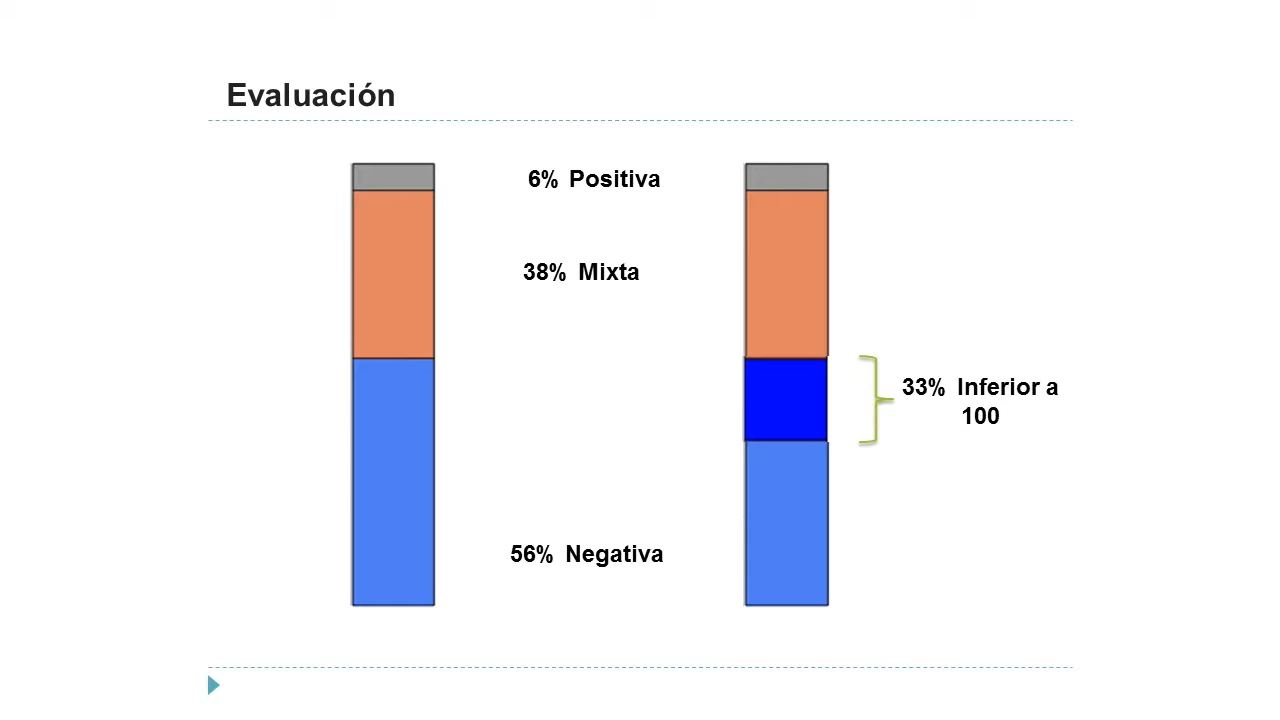 Evaluación
6% Positiva
38% Mixta
33% Inferior a
100
56% Negativa